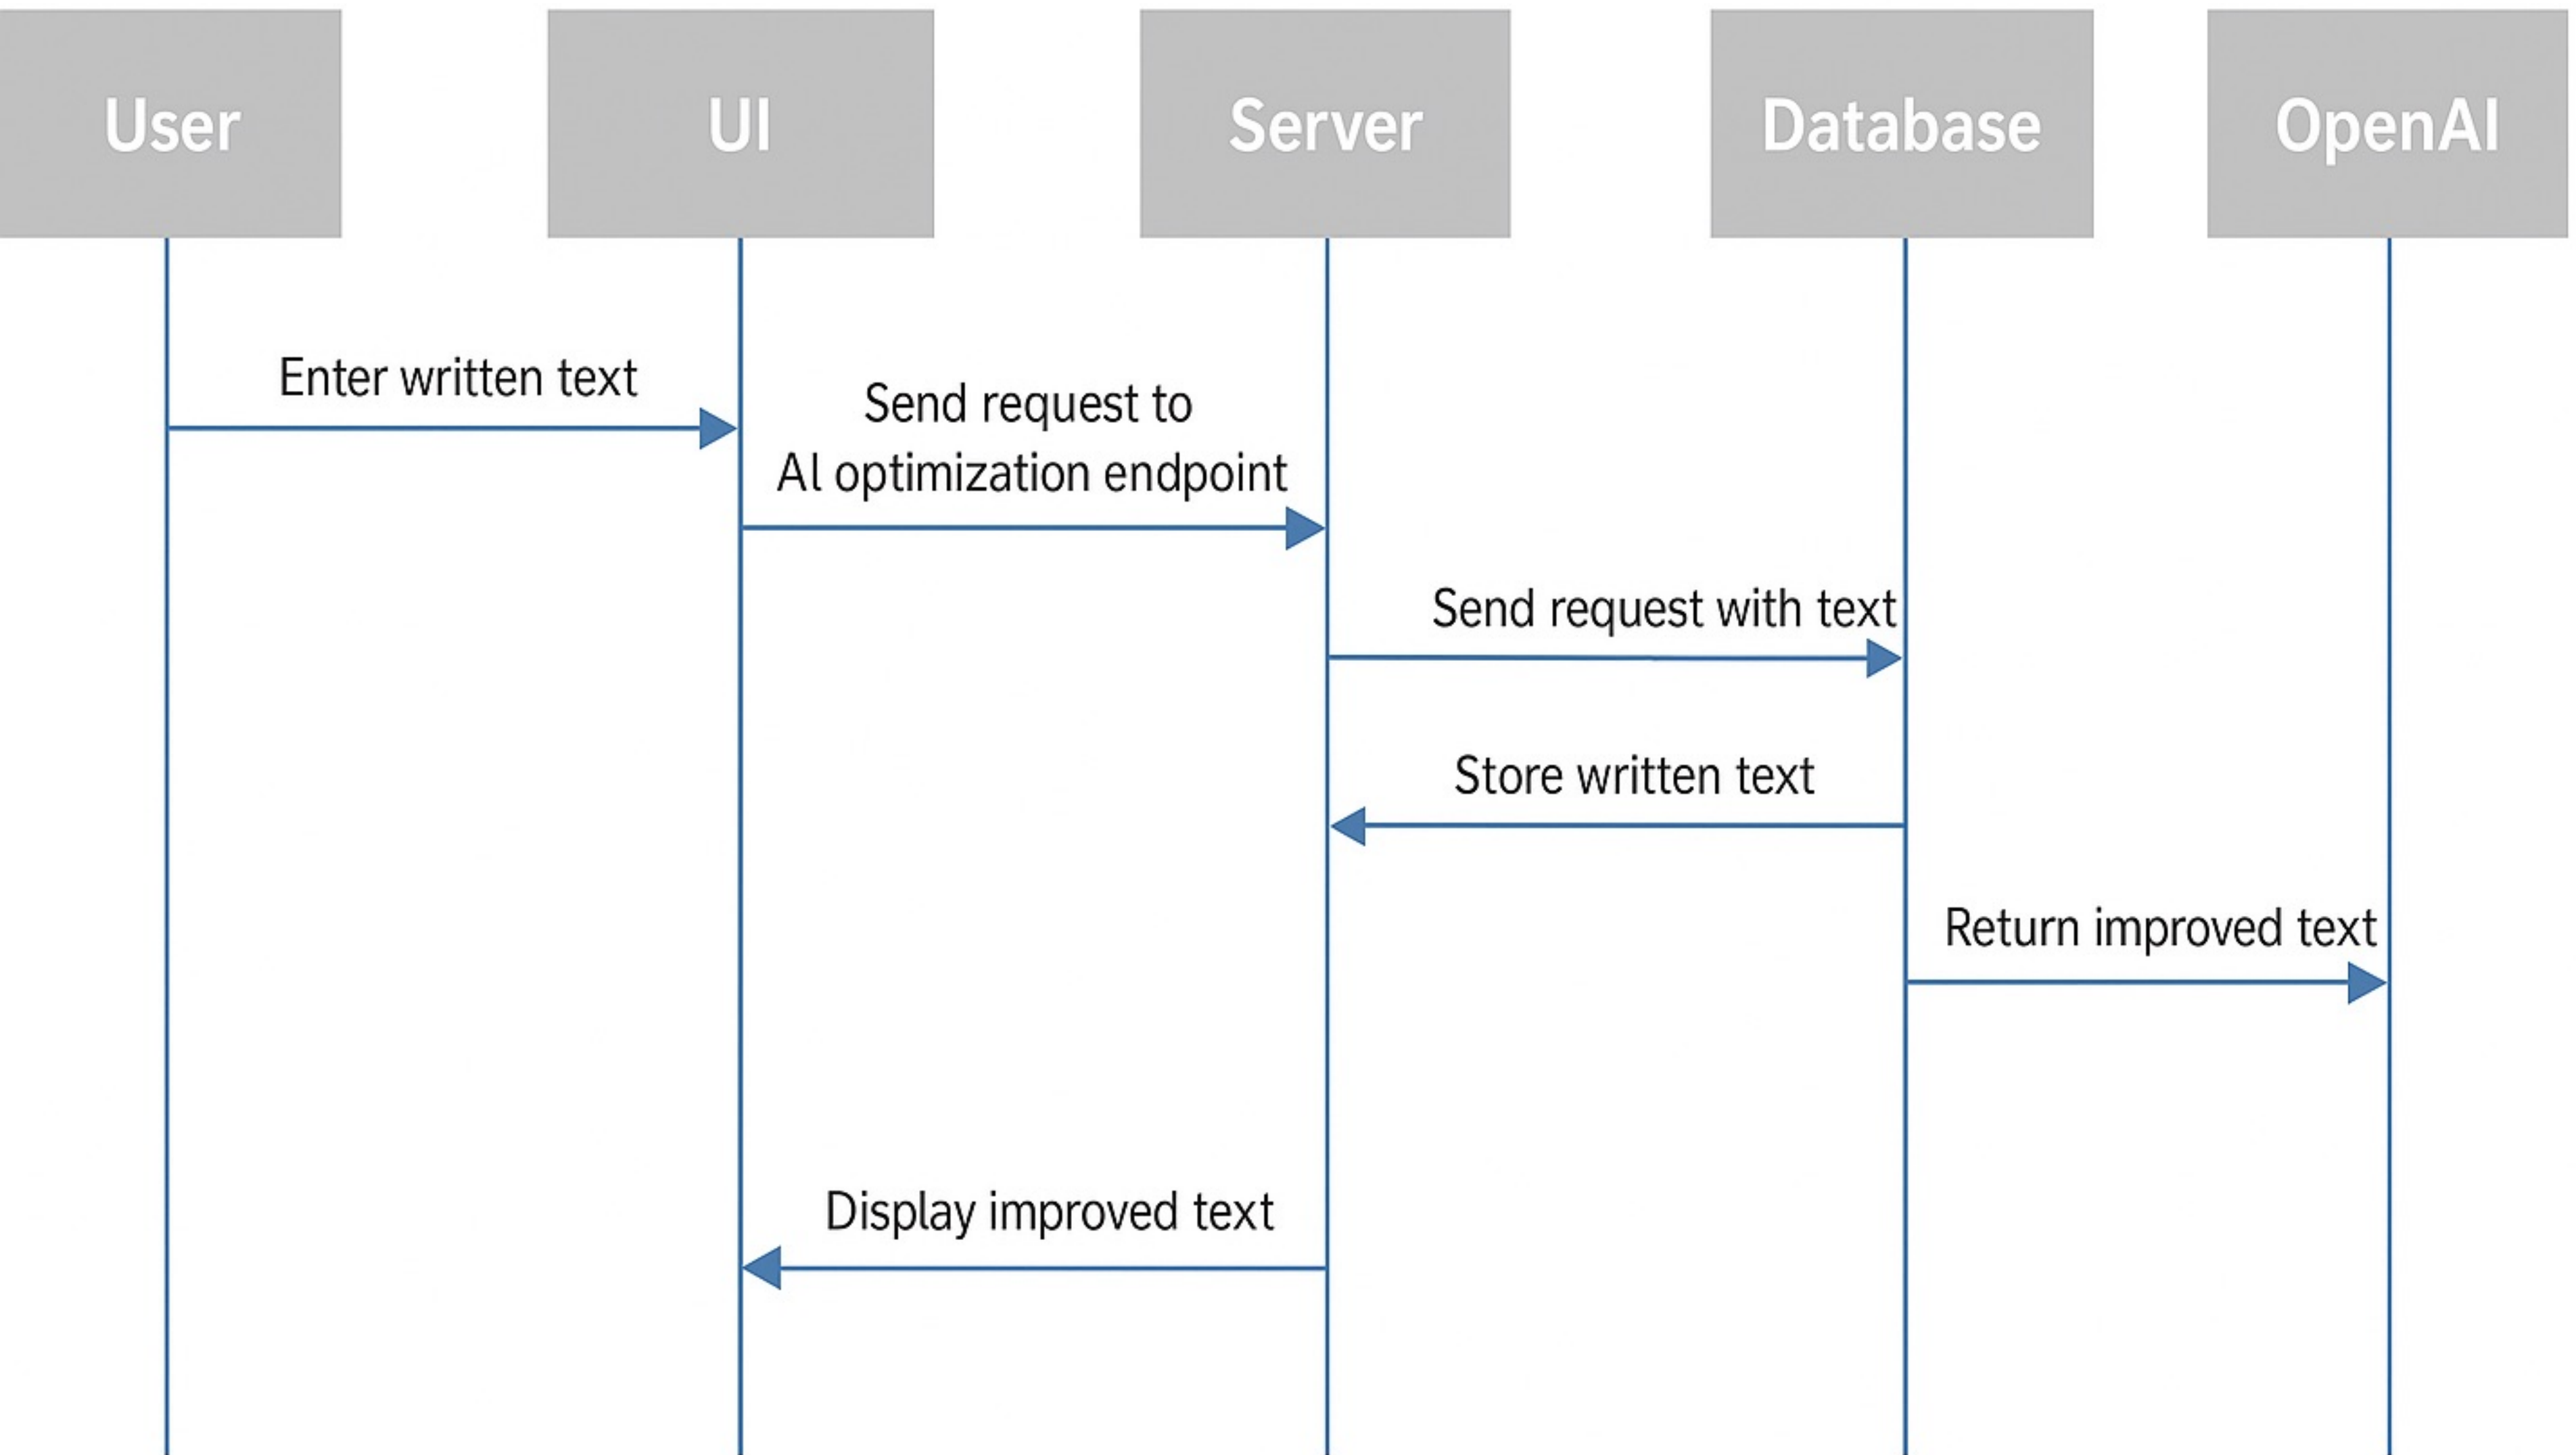 User UI Server Database OpenAI
Enter written text
Send request to
AI optimization endpoint
Send request with text
Store written text
Return improved text
Display improved text